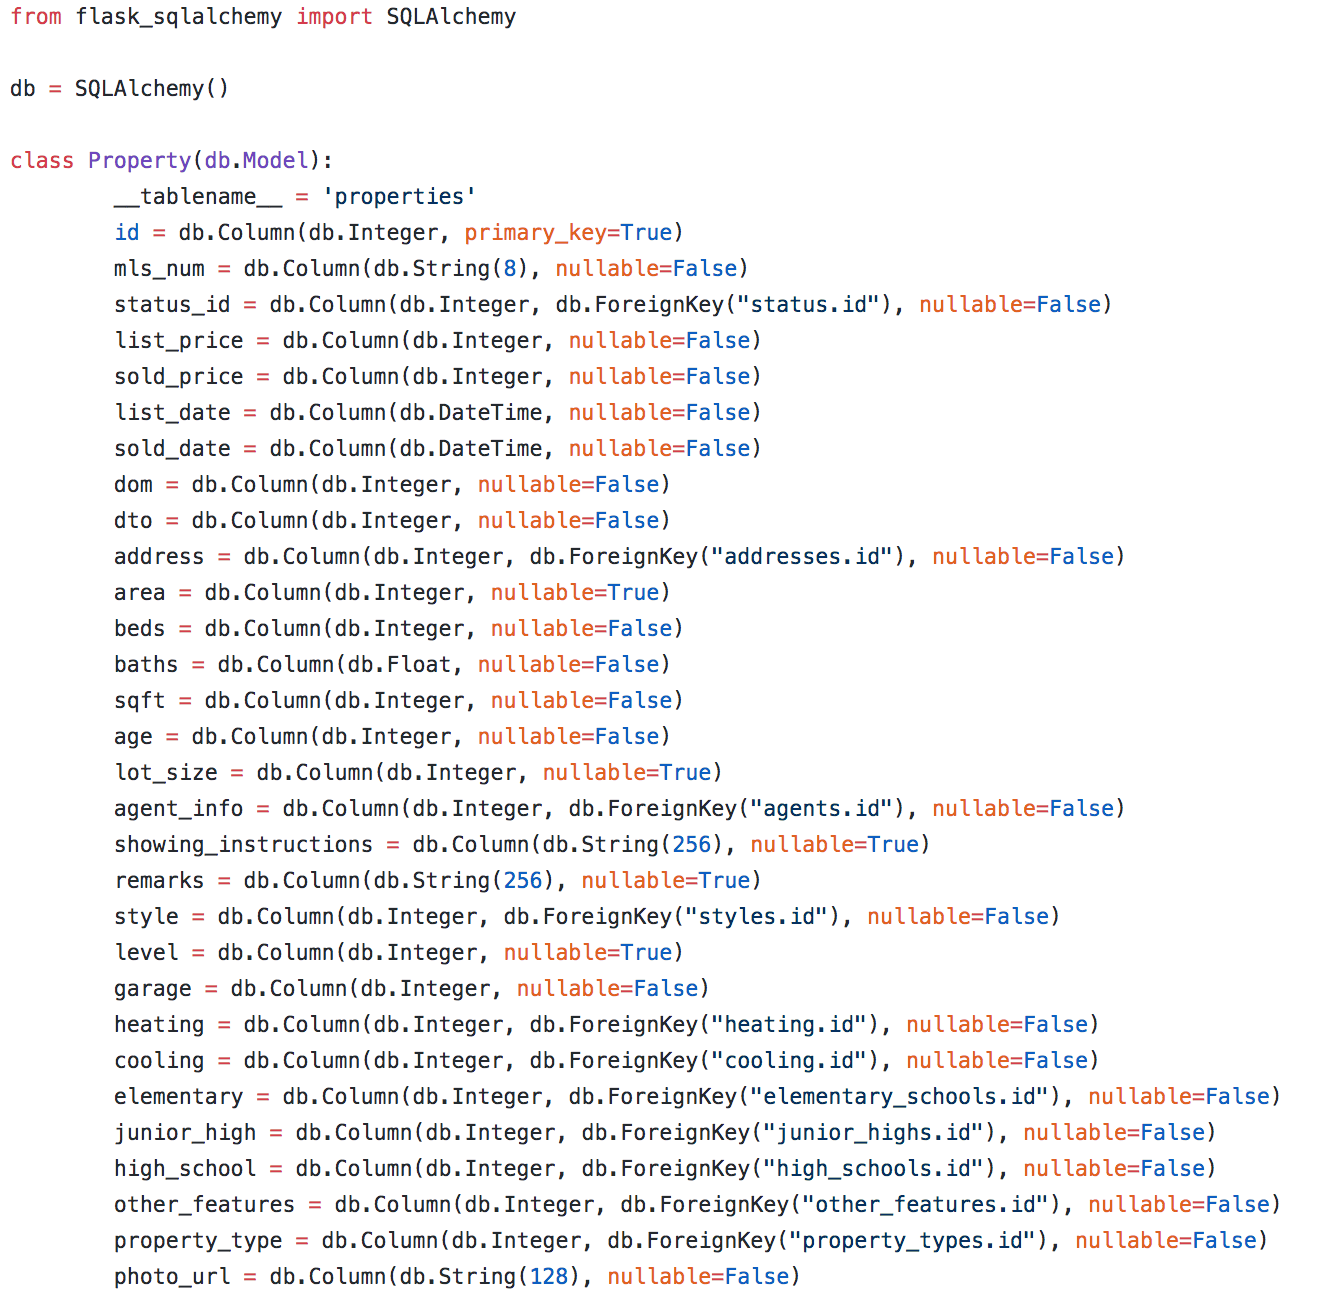 from flask_sqlalchemy import SQLAlchemy
db = SQLAlchemy()
class Property(db.Model):
__tablename__ = 'properties'
id = db.Column(db.Integer, primary_key=True)
mls_num = db.Column(db.String(8), nullable=False)
status_id = db.Column(db.Integer, db.ForeignKey("status.id"), nullable=False)
list_price = db.Column(db.Integer, nullable=False)
sold_price = db.Column(db.Integer, nullable=False)
list_date = db.Column(db.DateTime, nullable=False)
sold_date = db.Column(db.DateTime, nullable=False)
dom = db.Column(db.Integer, nullable=False)
dto = db.Column(db.Integer, nullable=False)
address = db.Column(db.Integer, db.ForeignKey("addresses.id"), nullable=False)
area = db.Column(db.Integer, nullable=True)
beds = db.Column(db.Integer, nullable=False)
baths = db.Column(db.Float, nullable=False)
sqft = db.Column(db.Integer, nullable=False)
age = db.Column(db.Integer, nullable=False)
lot_size = db.Column(db.Integer, nullable=True)
agent_info = db.Column(db.Integer, db.ForeignKey("agents.id"), nullable=False)
showing_instructions = db.Column(db.String(256), nullable=True)
remarks = db.Column(db.String(256), nullable=True)
style = db.Column(db.Integer, db.ForeignKey("styles.id"), nullable=False)
level = db.Column(db.Integer, nullable=True)
garage = db.Column(db.Integer, nullable=False)
heating = db.Column(db.Integer, db.ForeignKey("heating.id"), nullable=False)
cooling = db.Column(db.Integer, db.ForeignKey("cooling.id"), nullable=False)
elementary = db.Column(db.Integer, db.ForeignKey("elementary_schools.id"), nullable=False)
junior_high = db.Column(db.Integer, db.ForeignKey("junior_highs.id"), nullable=False)
high_school = db.Column(db.Integer, db.ForeignKey("high_schools.id"), nullable=False)
other_features = db.Column(db.Integer, db.ForeignKey("other_features.id"), nullable=False)
property_type = db.Column(db.Integer, db.ForeignKey("property_types.id"), nullable=False)
photo_url = db.Column(db.String(128), nullable=False)